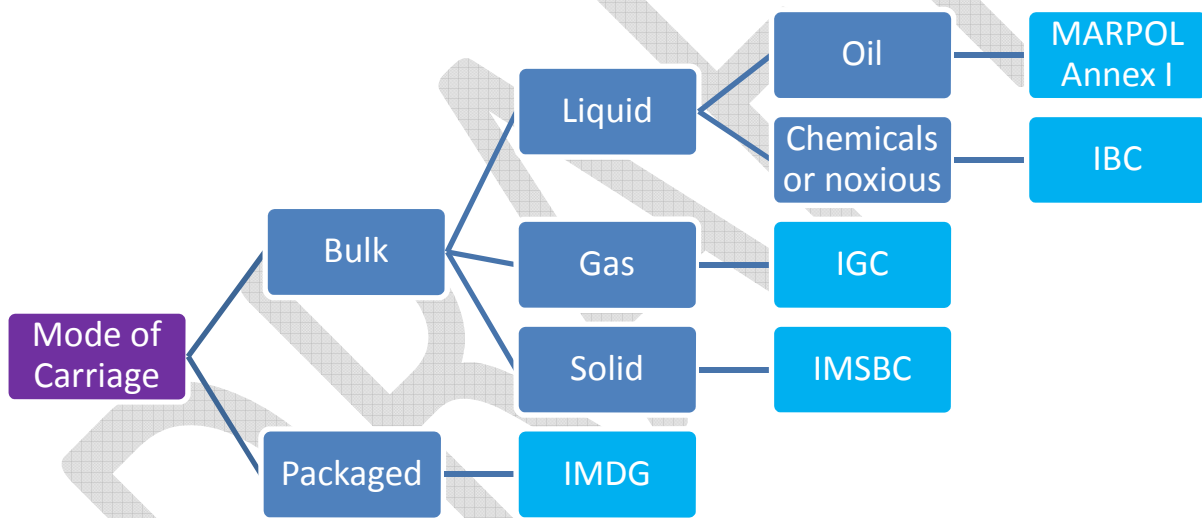 Oil
MARPOL
Annex I
Liquid
Chemicals
or noxious
IBC
Bulk
Gas
IGC
Mode of
Carriage
Solid
IMSBC
Packaged
IMDG